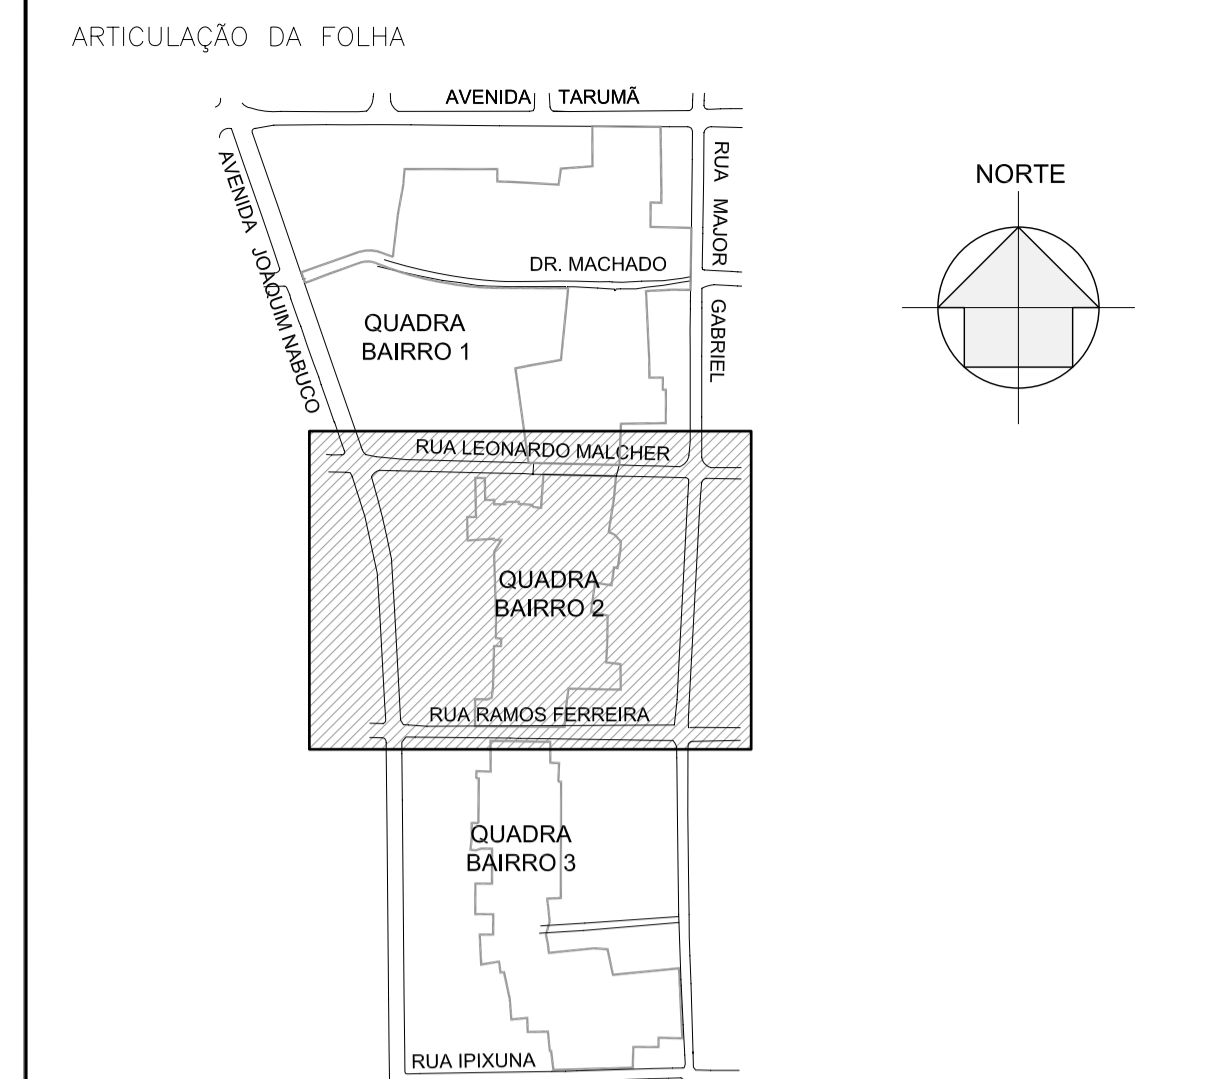 ARTICULAÇÃO DA FOLHA
AVENIDA TARUMÃ
AVENIDA JOAQUIM NABUCO
RUA MAJOR GABRIEL
NORTE
DR. MACHADO
QUADRA
BAIRRO 1
RUA LEONARDO MALCHER
QUADRA
BAIRRO 2
RUA RAMOS FERREIRA
QUADRA
BAIRRO 3
RUA IPIXUNA